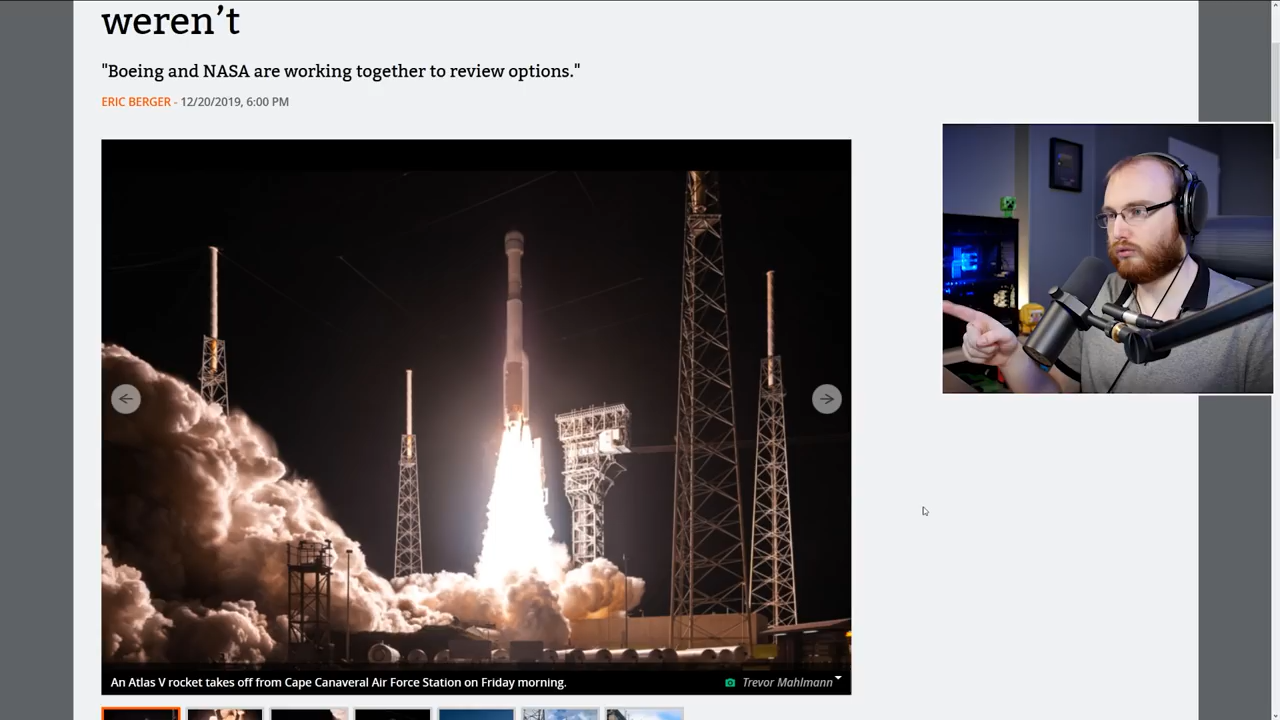 weren’t
"Boeing and NASA are working together to review options."
ERIC BERGER - 12/20/2019, 6:00 PM
An Atlas V rocket takes off from Cape Canaveral Air Force Station on Friday morning.
Trevor Mahlmann